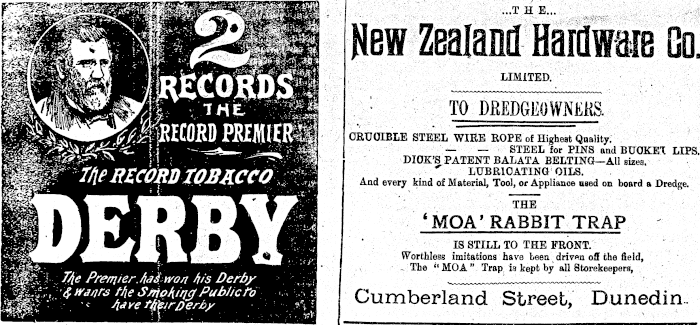 2
RECORDS
THE
RECORD PREMIER
The RECORD TOBACCO
DERBY
The Premier has won his Derby
& wants the Smoking Public to
have their Derby
...THE...
New Zealand Hardware Co.
LIMITED.
TO DREDGEOWNERS.
CRUCIBLE STEEL WIRE ROPE of Highest Quality.
— — STEEL for PINS and BUCKET LIPS.
DICK'S PATENT BALATA BELTING—All sizes.
LUBRICATING OILS.
And every kind of Material, Tool, or Appliance used on board a Dredge.
THE
'MOA' RABBIT TRAP
IS STILL TO THE FRONT.
Worthless imitations have been driven off the field,
The "MOA" Trap is kept by all Storekeepers,
Cumberland Street, Dunedin